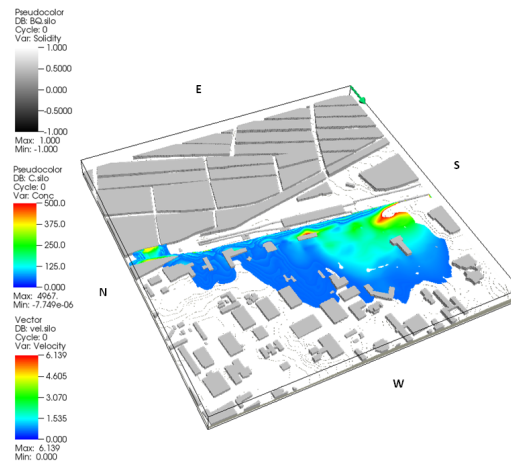 Pseudocolor
DB: BQ.silo
Cycle: 0
Var: Solidity
1.000
0.5000
0.000
-0.5000
-1.000
Max: 1.000
Min: -1.000
Pseudocolor
DB: C.silo
Cycle: 0
Var: Conc
500.0
375.0
250.0
125.0
0.000
Max: 4967.
Min: -7.749e-06
Vector
DB: vel.silo
Cycle: 0
Var: Velocity
6.139
4.605
3.070
1.535
0.000
Max: 6.139
Min: 0.000
E
S
N
W